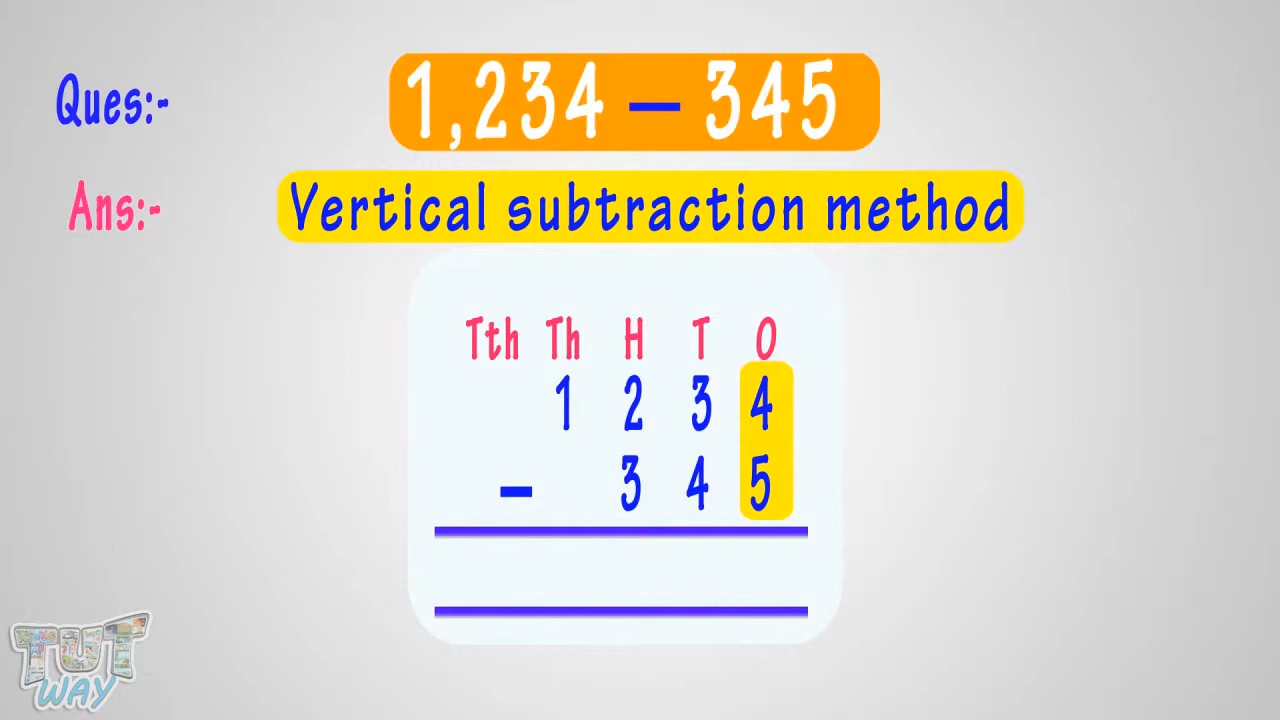 Ques:- 1,234 – 345
Ans:- Vertical subtraction method
Tth Th H T O
1 2 3 4
– 3 4 5
TUT
WAY